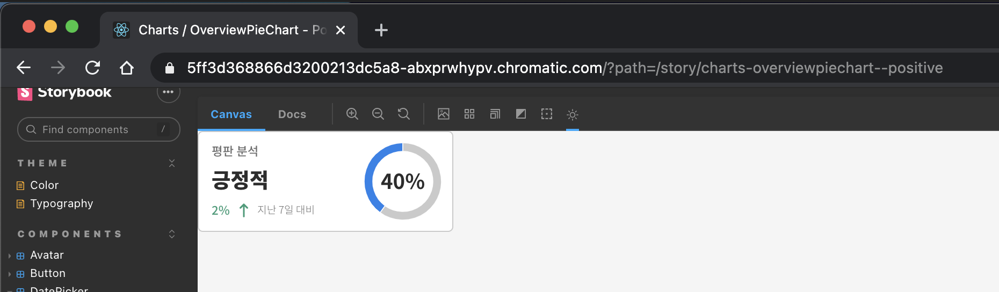 Charts / OverviewPieChart - Po
5ff3d368866d3200213dc5a8-abxprwhypv.chromatic.com/?path=/story/charts-overviewpiechart--positive
Storybook
Find components /
THEME
Color
Typography
COMPONENTS
Avatar
Button
DatePicker
Canvas Docs
평판 분석
긍정적
2% ↑ 지난 7일 대비
40%